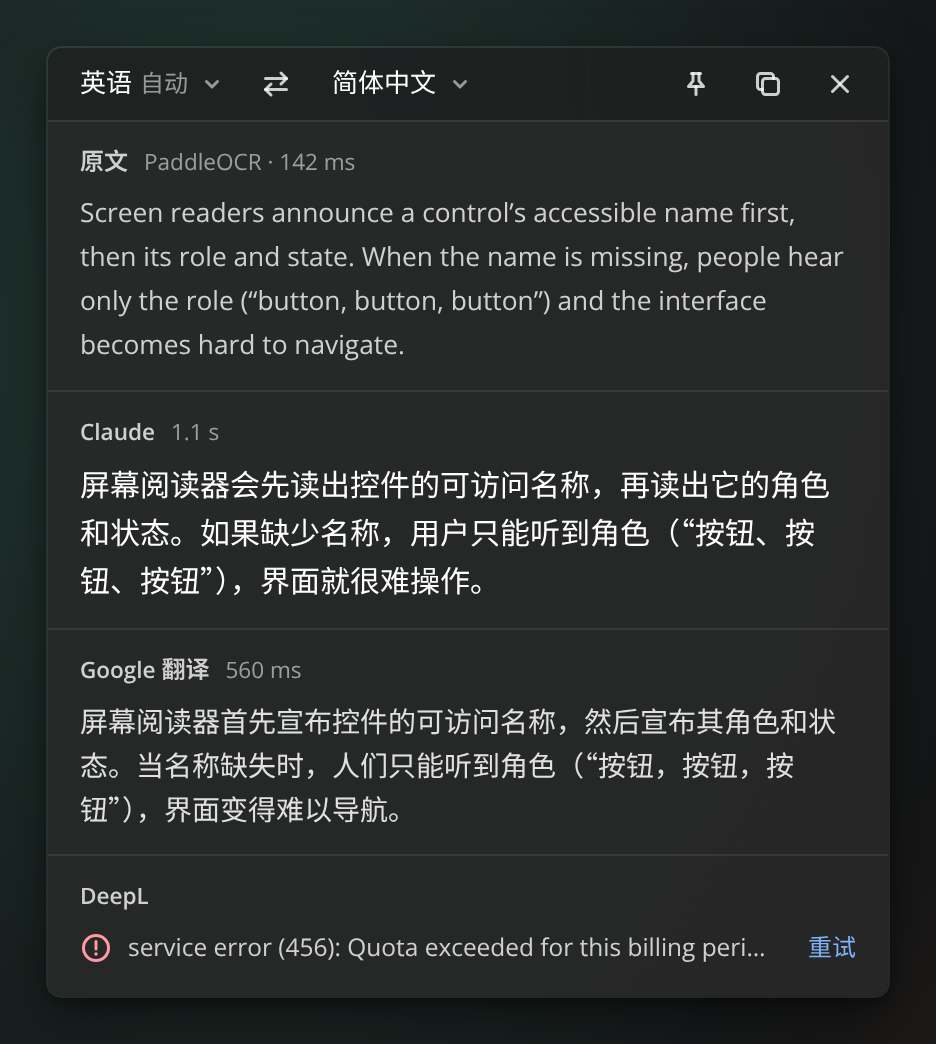 英语 自动 简体中文
原文 PaddleOCR · 142 ms
Screen readers announce a control’s accessible name first,
then its role and state. When the name is missing, people hear
only the role (“button, button, button”) and the interface
becomes hard to navigate.
Claude 1.1 s
屏幕阅读器会先读出控件的可访问名称，再读出它的角色
和状态。如果缺少名称，用户只能听到角色（“按钮、按
钮、按钮”），界面就很难操作。
Google 翻译 560 ms
屏幕阅读器首先宣布控件的可访问名称，然后宣布其角色和状
态。当名称缺失时，人们只能听到角色（“按钮，按钮，按
钮”），界面变得难以导航。
DeepL
service error (456): Quota exceeded for this billing peri... 重试